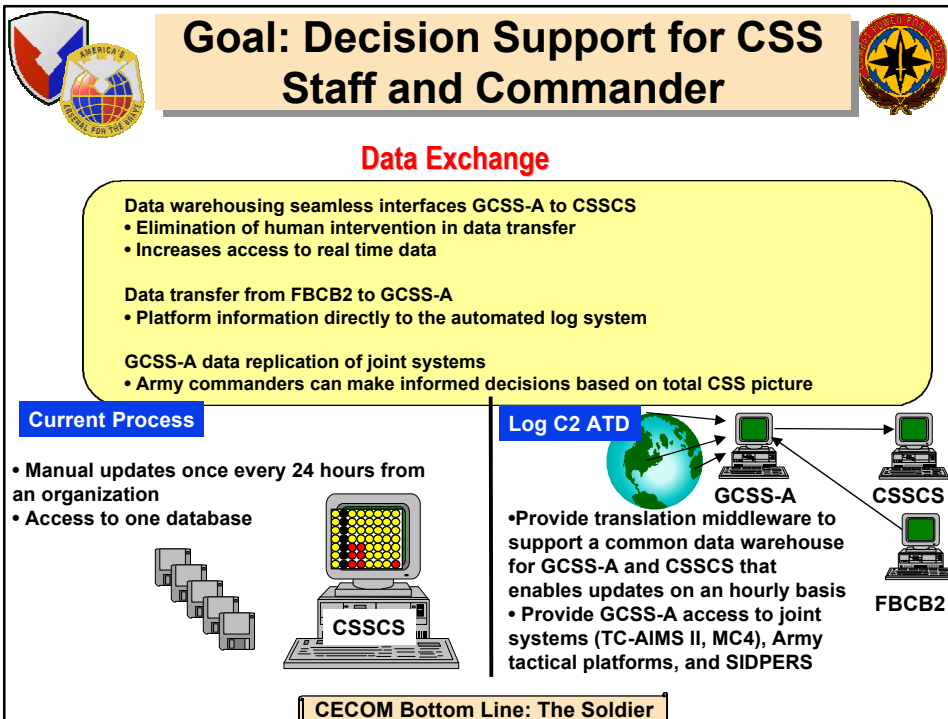 Goal: Decision Support for CSS
Staff and Commander
AMERICA'S
ARSENAL FOR THE BRAVE
Data Exchange
Data warehousing seamless interfaces GCSS-A to CSSCS
• Elimination of human intervention in data transfer
• Increases access to real time data
Data transfer from FBCB2 to GCSS-A
• Platform information directly to the automated log system
GCSS-A data replication of joint systems
• Army commanders can make informed decisions based on total CSS picture
Current Process
• Manual updates once every 24 hours from
an organization
• Access to one database
CSSCS
Log C2 ATD
GCSS-A
CSSCS
FBCB2
•Provide translation middleware to
support a common data warehouse
for GCSS-A and CSSCS that
enables updates on an hourly basis
• Provide GCSS-A access to joint
systems (TC-AIMS II, MC4), Army
tactical platforms, and SIDPERS
CECOM Bottom Line: The Soldier